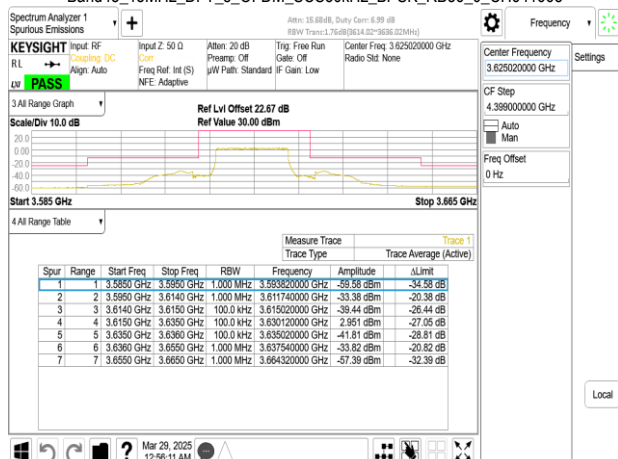 Spectrum Analyzer 1
Spurious Emissions
Attn: 15.68dB, Duty Corr: 6.99 dB
RBW Trans:1.76dB(3614.02~3636.02MHz)
Frequency
KEYSIGHT
Input: RF
Coupling: DC
Align: Auto
Input Z: 50 Ω
Corr
Freq Ref: Int (S)
NFE: Adaptive
Atten: 20 dB
Preamp: Off
µW Path: Standard
Trig: Free Run
Gate: Off
IF Gain: Low
Center Freq: 3.625020000 GHz
Radio Std: None
RL
LXI
PASS
Center Frequency
3.625020000 GHz
Settings
CF Step
4.399000000 GHz
Auto
Man
Freq Offset
0 Hz
3 All Range Graph
Scale/Div 10.0 dB
Ref Lvl Offset 22.67 dB
Ref Value 30.00 dBm
20.0
0.00
-20.0
-40.0
-60.0
Start 3.585 GHz
Stop 3.665 GHz
4 All Range Table
Measure Trace Trace 1
Trace Type Trace Average (Active)
Spur Range Start Freq Stop Freq RBW Frequency Amplitude ΔLimit
1 1 3.5850 GHz 3.5950 GHz 1.000 MHz 3.593820000 GHz -59.58 dBm -34.58 dB
2 2 3.5950 GHz 3.6140 GHz 1.000 MHz 3.611740000 GHz -33.38 dBm -20.38 dB
3 3 3.6140 GHz 3.6150 GHz 100.0 kHz 3.615020000 GHz -39.44 dBm -26.44 dB
4 4 3.6150 GHz 3.6350 GHz 100.0 kHz 3.630120000 GHz 2.951 dBm -27.05 dB
5 5 3.6350 GHz 3.6360 GHz 100.0 kHz 3.635020000 GHz -41.81 dBm -28.81 dB
6 6 3.6360 GHz 3.6550 GHz 1.000 MHz 3.637540000 GHz -33.82 dBm -20.82 dB
7 7 3.6550 GHz 3.6650 GHz 1.000 MHz 3.664320000 GHz -57.39 dBm -32.39 dB
Local
Mar 29, 2025
12:56:11 AM